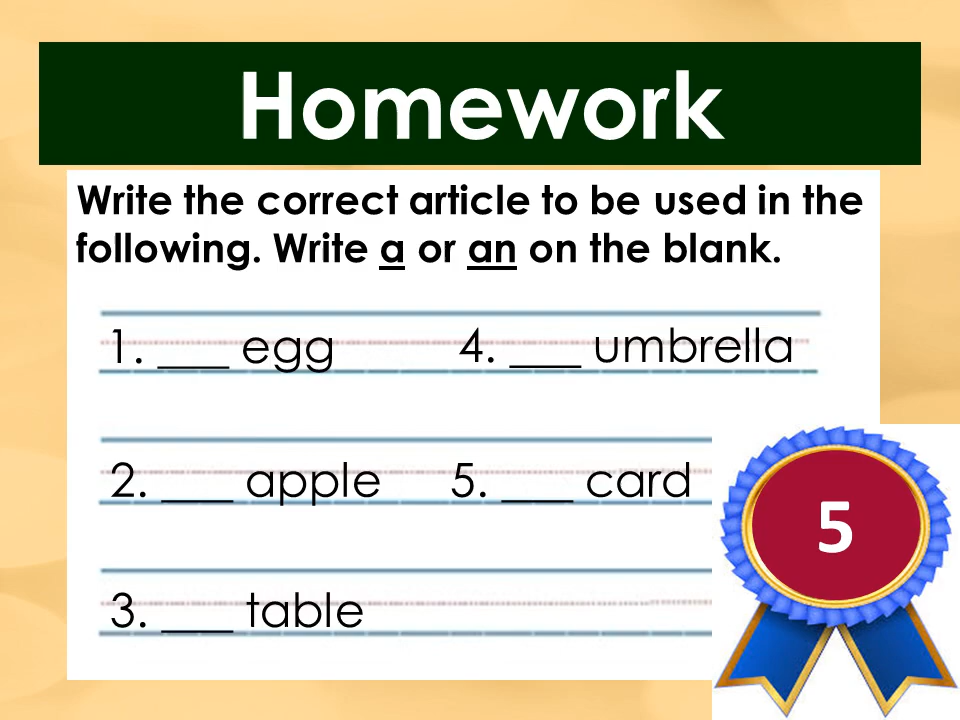 Homework
Write the correct article to be used in the
following. Write a or an on the blank.
1. ___ egg
4. ___ umbrella
2. ___ apple
5. ___ card
3. ___ table
5